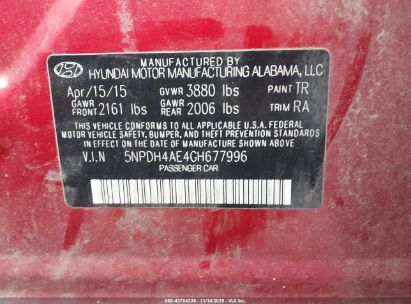 MANUFACTURED BY
HYUNDAI MOTOR MANUFACTURING ALABAMA, LLC
Apr/15/15 GVWR 3880 lbs PAINT TR
GAWR FRONT 2161 lbs GAWR REAR 2006 lbs TRIM RA
THIS VEHICLE CONFORMS TO ALL APPLICABLE U.S. FEDERAL
MOTOR VEHICLE SAFETY, BUMPER, AND THEFT PREVENTION
STANDARDS IN EFFECT ON THE DATE OF MANUFACTURE SHOWN ABOVE.
V.I.N 5NPDH4AE4GH677996
PASSENGER CAR